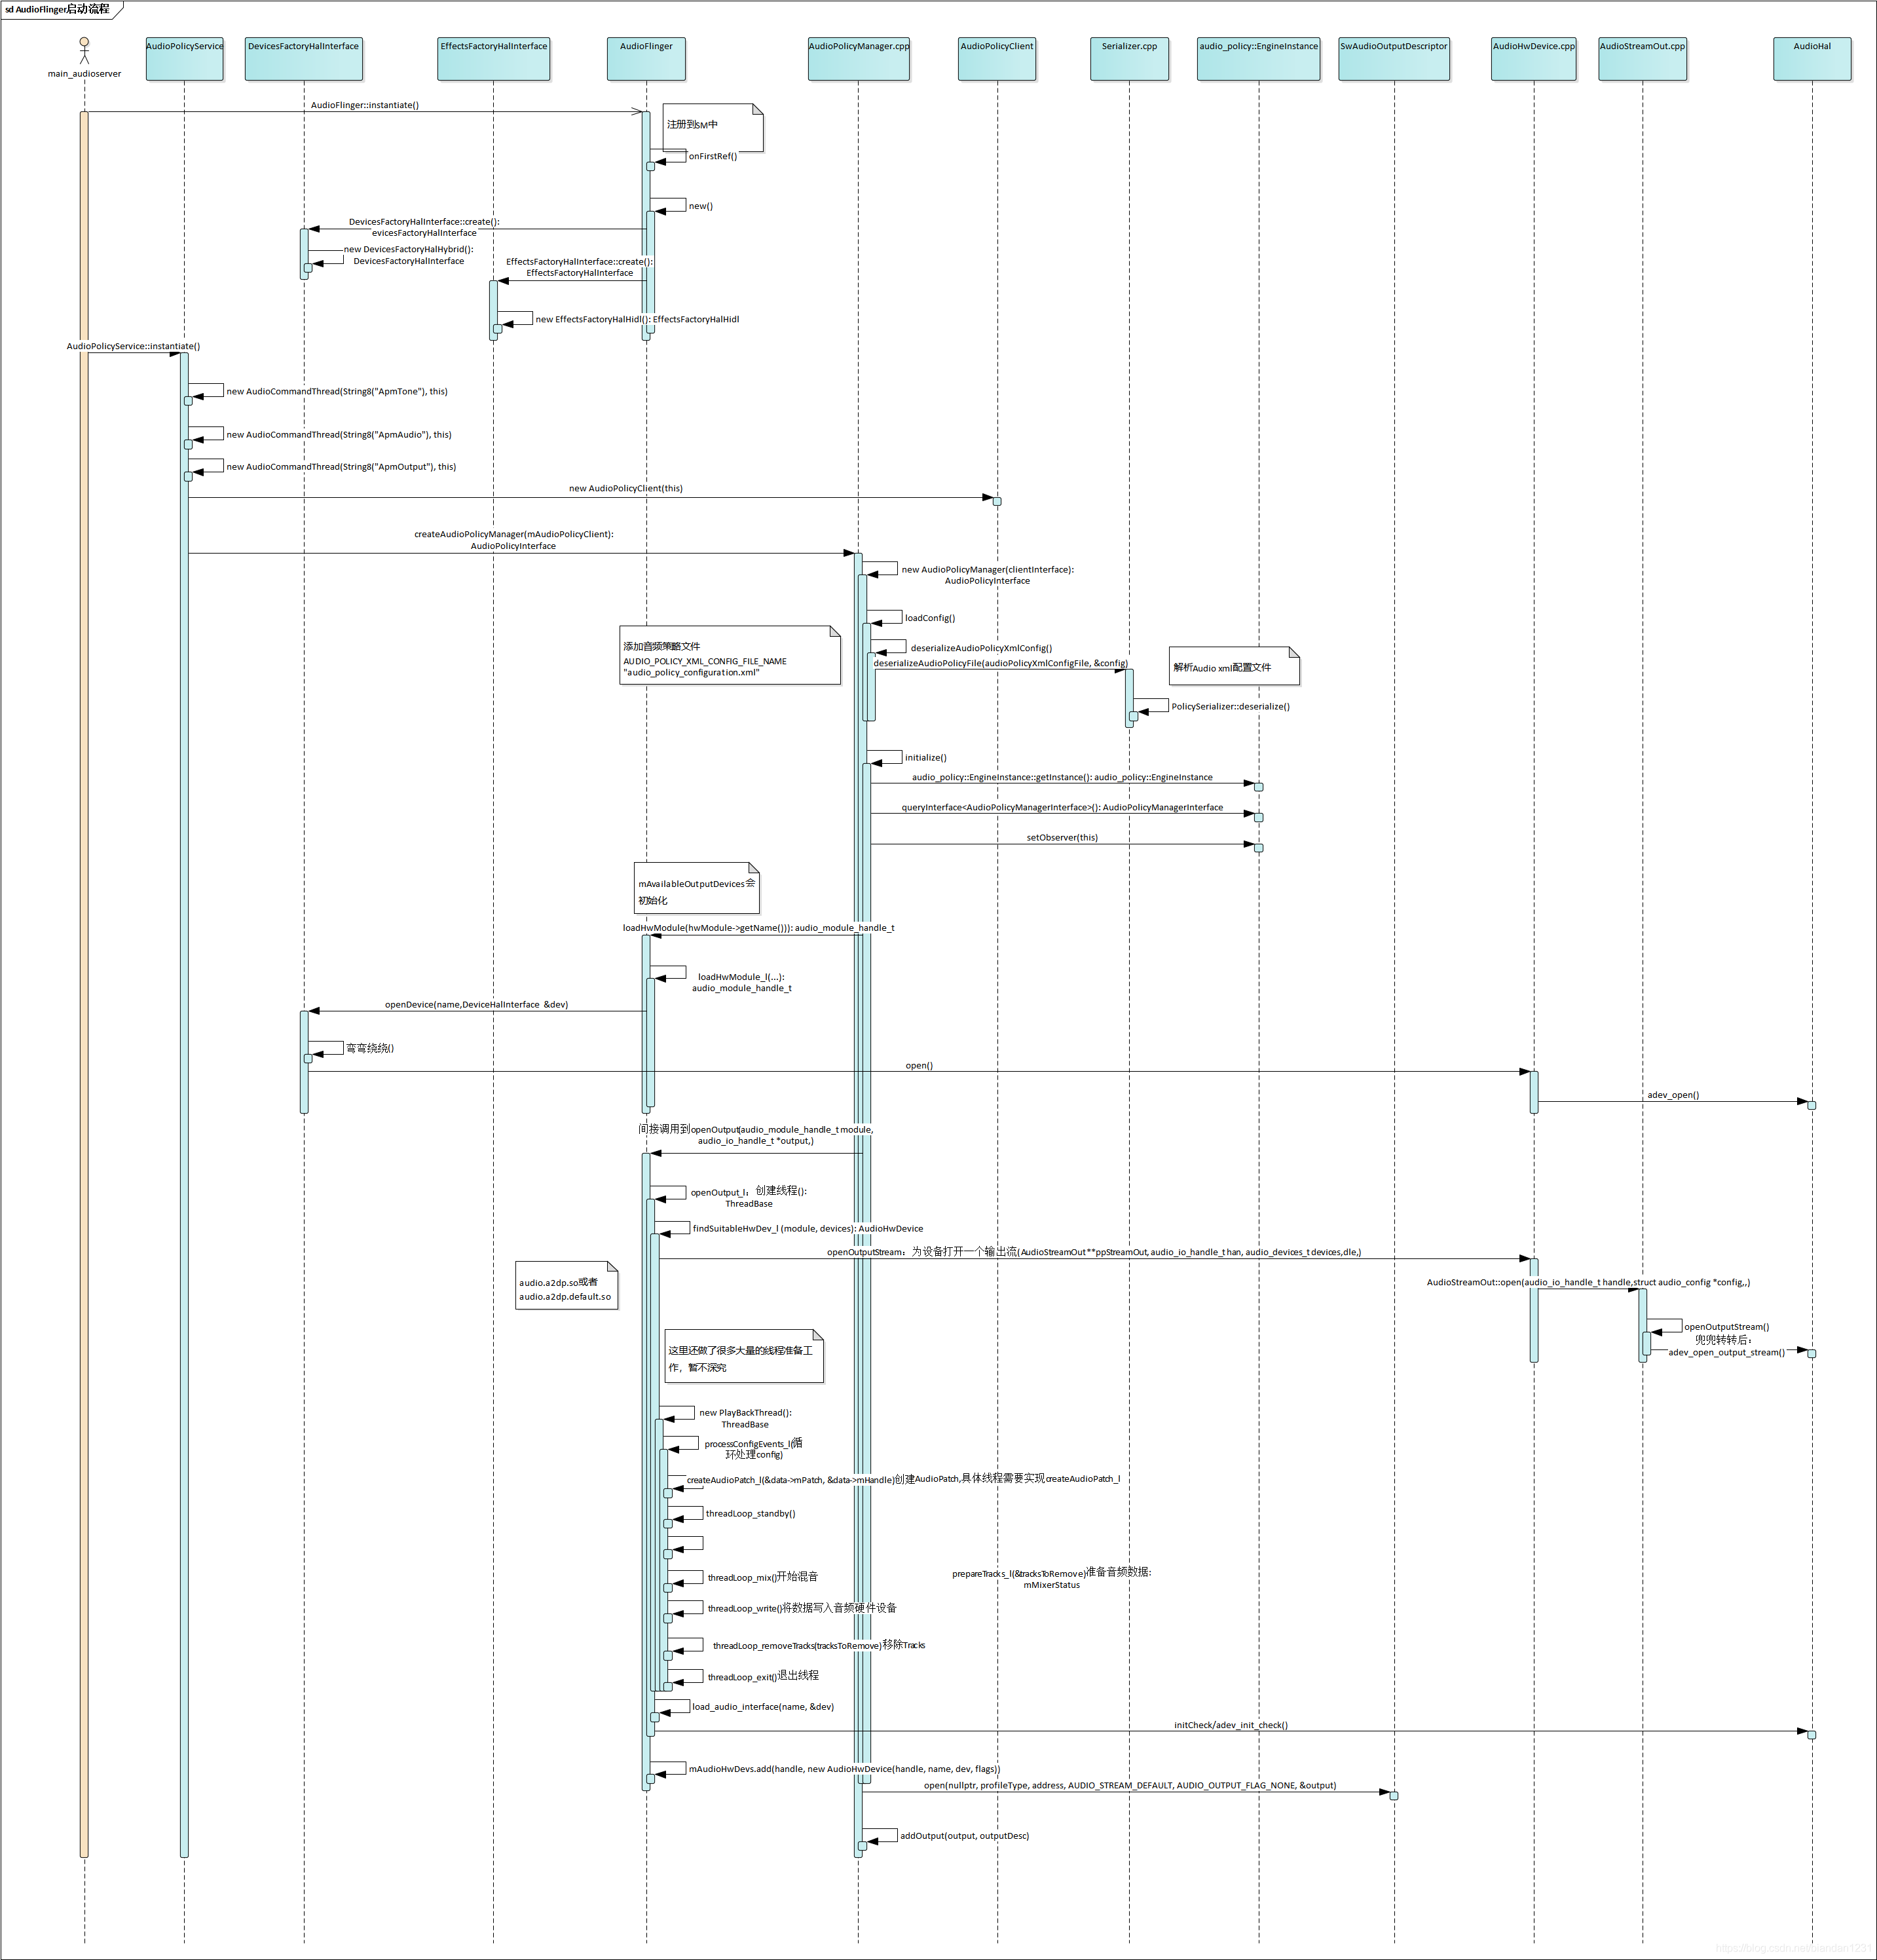 sd AudioFlinger启动流程
main_audioserver
AudioPolicyService
DevicesFactoryHalInterface
EffectsFactoryHalInterface
AudioFlinger
AudioPolicyManager.cpp
AudioPolicyClient
Serializer.cpp
audio_policy::EngineInstance
SwAudioOutputDescriptor
AudioHwDevice.cpp
AudioStreamOut.cpp
AudioHal
AudioFlinger::instantiate()
注册到SM中
onFirstRef()
new()
DevicesFactoryHalInterface::create():
evicesFactoryHalInterface
new DevicesFactoryHalHybrid():
DevicesFactoryHalInterface
EffectsFactoryHalInterface::create():
EffectsFactoryHalInterface
new EffectsFactoryHalHidl(): EffectsFactoryHalHidl
AudioPolicyService::instantiate()
new AudioCommandThread(String8("ApmTone"), this)
new AudioCommandThread(String8("ApmAudio"), this)
new AudioCommandThread(String8("ApmOutput"), this)
new AudioPolicyClient(this)
createAudioPolicyManager(mAudioPolicyClient):
AudioPolicyInterface
new AudioPolicyManager(clientInterface):
AudioPolicyInterface
loadConfig()
添加音频策略文件
AUDIO_POLICY_XML_CONFIG_FILE_NAME
"audio_policy_configuration.xml"
deserializeAudioPolicyXmlConfig()
deserializeAudioPolicyFile(audioPolicyXmlConfigFile, &config)
解析Audio xml配置文件
PolicySerializer::deserialize()
initialize()
audio_policy::EngineInstance::getInstance(): audio_policy::EngineInstance
queryInterface<AudioPolicyManagerInterface>(): AudioPolicyManagerInterface
setObserver(this)
mAvailableOutputDevices会
初始化
loadHwModule(hwModule->getName())): audio_module_handle_t
loadHwModule_l(...):
audio_module_handle_t
openDevice(name,DeviceHalInterface &dev)
弯弯绕绕()
open()
adev_open()
间接调用到openOutput(audio_module_handle_t module,
audio_io_handle_t *output,)
openOutput_l：创建线程():
ThreadBase
findSuitableHwDev_l (module, devices): AudioHwDevice
openOutputStream：为设备打开一个输出流(AudioStreamOut **ppStreamOut, audio_io_handle_t han, audio_devices_t devices,dle,)
audio.a2dp.so或者
audio.a2dp.default.so
AudioStreamOut::open(audio_io_handle_t handle,struct audio_config *config,,)
openOutputStream()
兜兜转转后：
adev_open_output_stream()
这里还做了很多大量的线程准备工
作，暂不深究
new PlayBackThread():
ThreadBase
processConfigEvents_l(循
环处理config)
createAudioPatch_l(&data->mPatch, &data->mHandle)创建AudioPatch,具体线程需要实现createAudioPatch_l
threadLoop_standby()
prepareTracks_l(&tracksToRemove)准备音频数据:
mMixerStatus
threadLoop_mix()开始混音
threadLoop_write()将数据写入音频硬件设备
threadLoop_removeTracks(tracksToRemove)移除Tracks
threadLoop_exit()退出线程
load_audio_interface(name, &dev)
initCheck/adev_init_check()
mAudioHwDevs.add(handle, new AudioHwDevice(handle, name, dev, flags))
open(nullptr, profileType, address, AUDIO_STREAM_DEFAULT, AUDIO_OUTPUT_FLAG_NONE, &output)
addOutput(output, outputDesc)